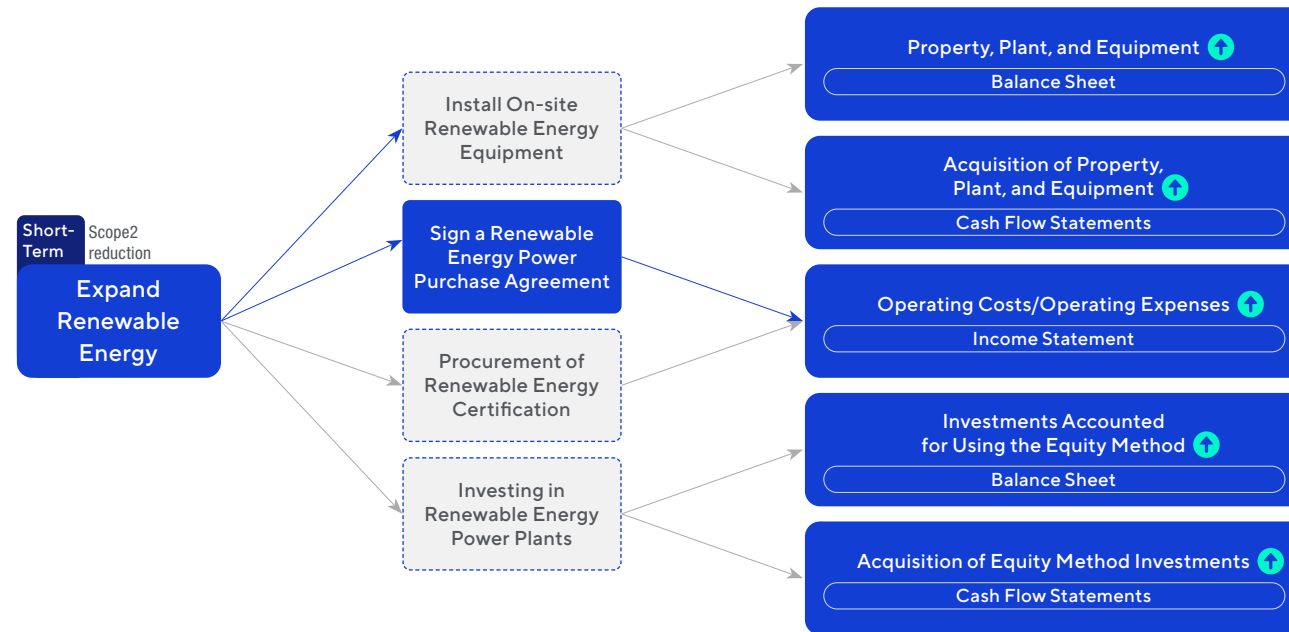 Short-
Term
Scope2
reduction
Expand
Renewable
Energy
Install On-site
Renewable Energy
Equipment
Sign a Renewable
Energy Power
Purchase Agreement
Procurement of
Renewable Energy
Certification
Investing in
Renewable Energy
Power Plants
Property, Plant, and Equipment
Balance Sheet
Acquisition of Property,
Plant, and Equipment
Cash Flow Statements
Operating Costs/Operating Expenses
Income Statement
Investments Accounted
for Using the Equity Method
Balance Sheet
Acquisition of Equity Method Investments
Cash Flow Statements